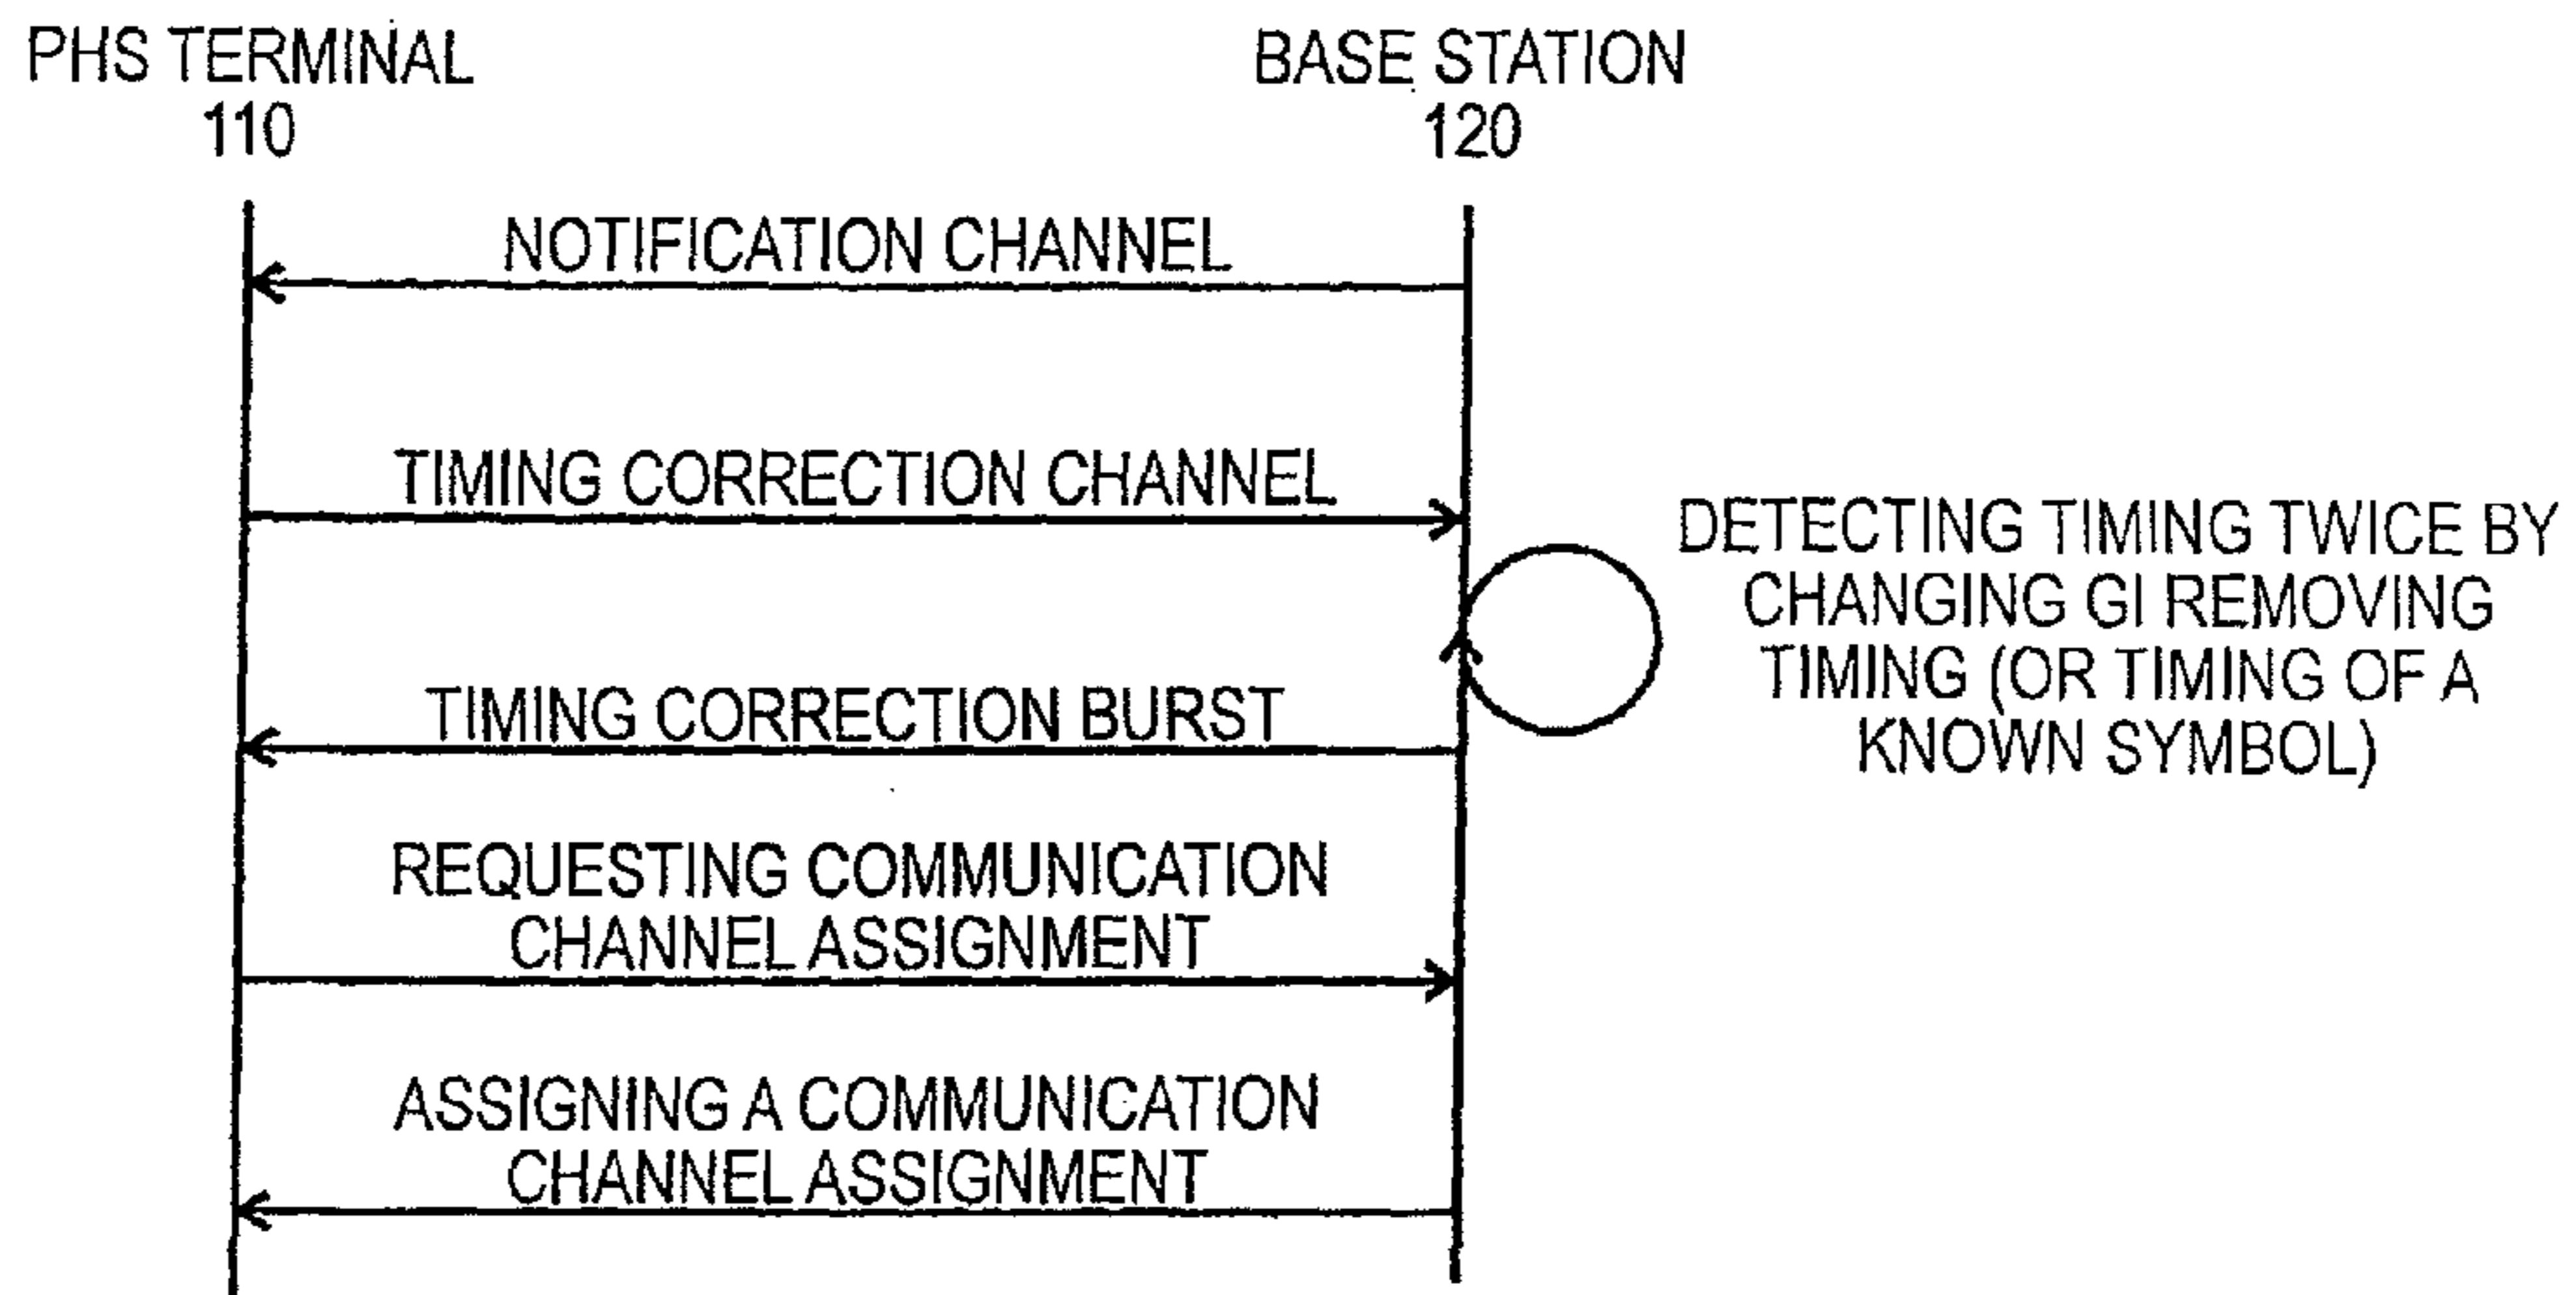 PHS TERMINAL
110
BASE STATION
120
NOTIFICATION CHANNEL
TIMING CORRECTION CHANNEL
DETECTING TIMING TWICE BY
CHANGING GI REMOVING
TIMING (OR TIMING OF A
KNOWN SYMBOL)
TIMING CORRECTION BURST
REQUESTING COMMUNICATION
CHANNEL ASSIGNMENT
ASSIGNING A COMMUNICATION
CHANNEL ASSIGNMENT